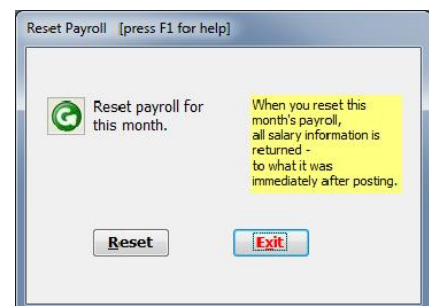 Reset Payroll [press F1 for help]
Reset payroll for
this month.
When you reset this
month's payroll,
all salary information is
returned -
to what it was
immediately after posting.
Reset
Exit